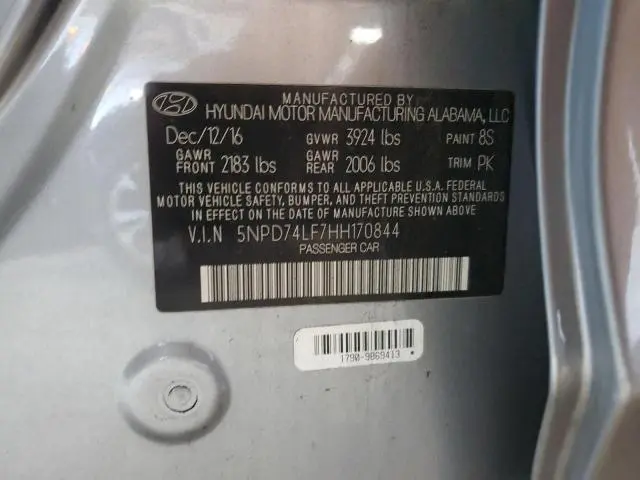 MANUFACTURED BY
HYUNDAI MOTOR MANUFACTURING ALABAMA, LLC
Dec/12/16 GVWR 3924 lbs PAINT 8S
GAWR FRONT 2183 lbs GAWR REAR 2006 lbs TRIM PK
THIS VEHICLE CONFORMS TO ALL APPLICABLE U.S.A. FEDERAL
MOTOR VEHICLE SAFETY, BUMPER, AND THEFT PREVENTION STANDARDS
IN EFFECT ON THE DATE OF MANUFACTURE SHOWN ABOVE.
V.I.N 5NPD74LF7HH170844
PASSENGER CAR
1790-9869413